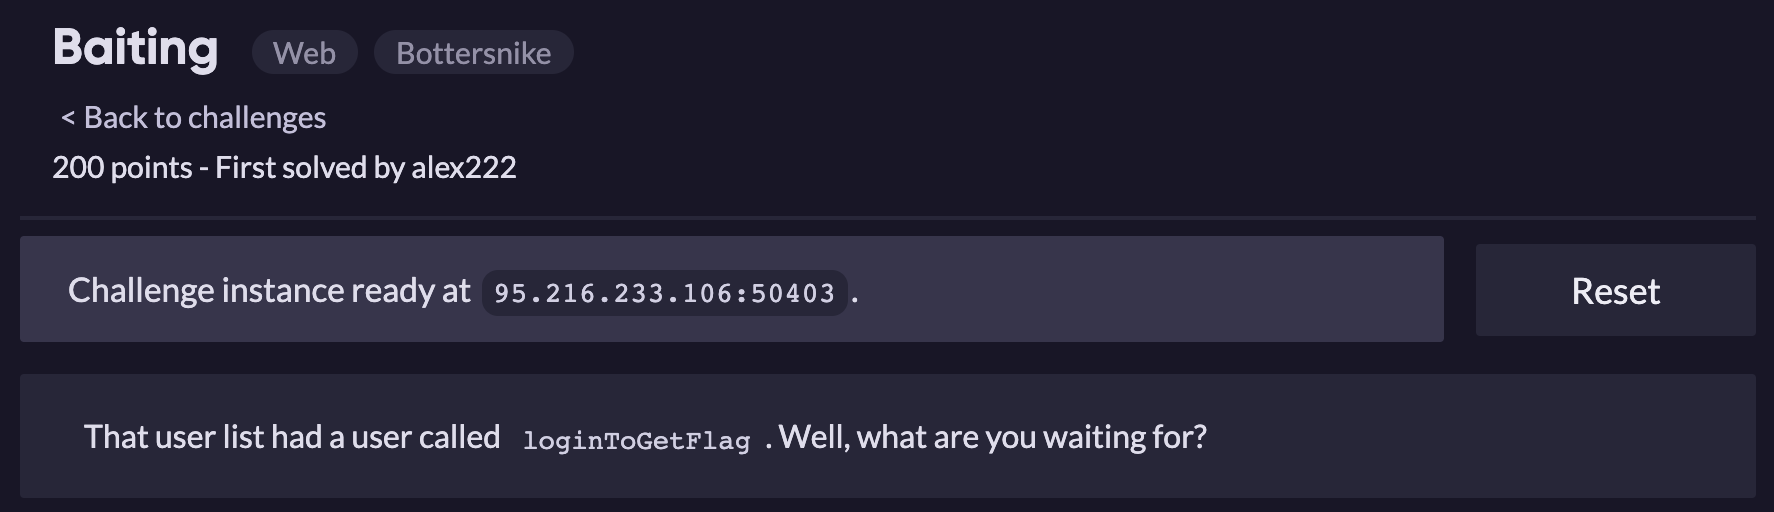 Baiting Web Bottersnike
< Back to challenges
200 points - First solved by alex222
Challenge instance ready at 95.216.233.106:50403. Reset
That user list had a user called loginToGetFlag . Well, what are you waiting for?